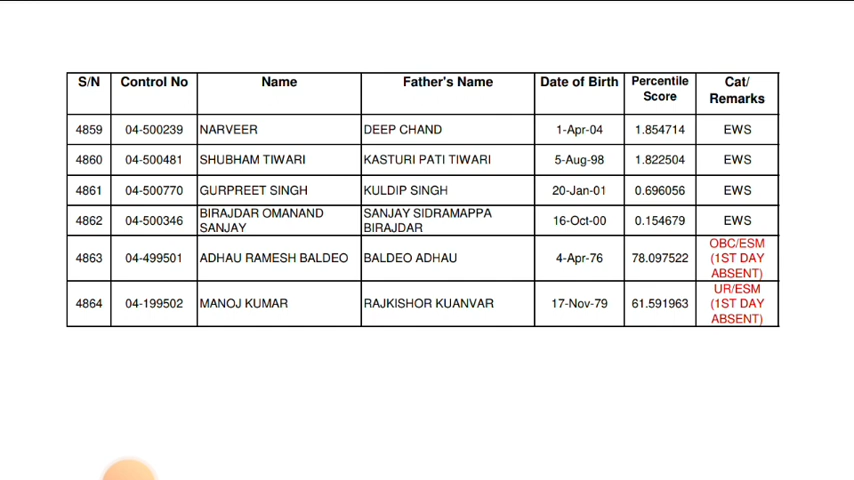 S/N Control No Name Father's Name Date of Birth Percentile Score Cat/ Remarks
4859 04-500239 NARVEER DEEP CHAND 1-Apr-04 1.854714 EWS
4860 04-500481 SHUBHAM TIWARI KASTURI PATI TIWARI 5-Aug-98 1.822504 EWS
4861 04-500770 GURPREET SINGH KULDIP SINGH 20-Jan-01 0.696056 EWS
4862 04-500346 BIRAJDAR OMANAND SANJAY SANJAY SIDRAMAPPA BIRAJDAR 16-Oct-00 0.154679 EWS
4863 04-499501 ADHAU RAMESH BALDEO BALDEO ADHAU 4-Apr-76 78.097522 OBC/ESM (1ST DAY ABSENT)
4864 04-199502 MANOJ KUMAR RAJKISHOR KUANVAR 17-Nov-79 61.591963 UR/ESM (1ST DAY ABSENT)